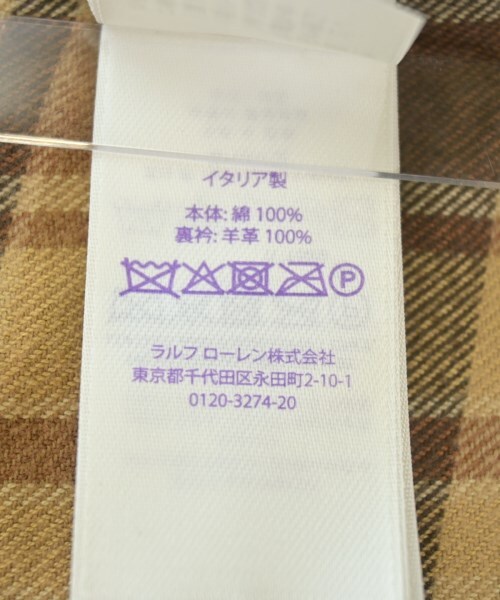 イタリア製
本体: 綿 100%
裏衿: 羊革 100%
P
ラルフ ローレン株式会社
東京都千代田区永田町2-10-1
0120-3274-20